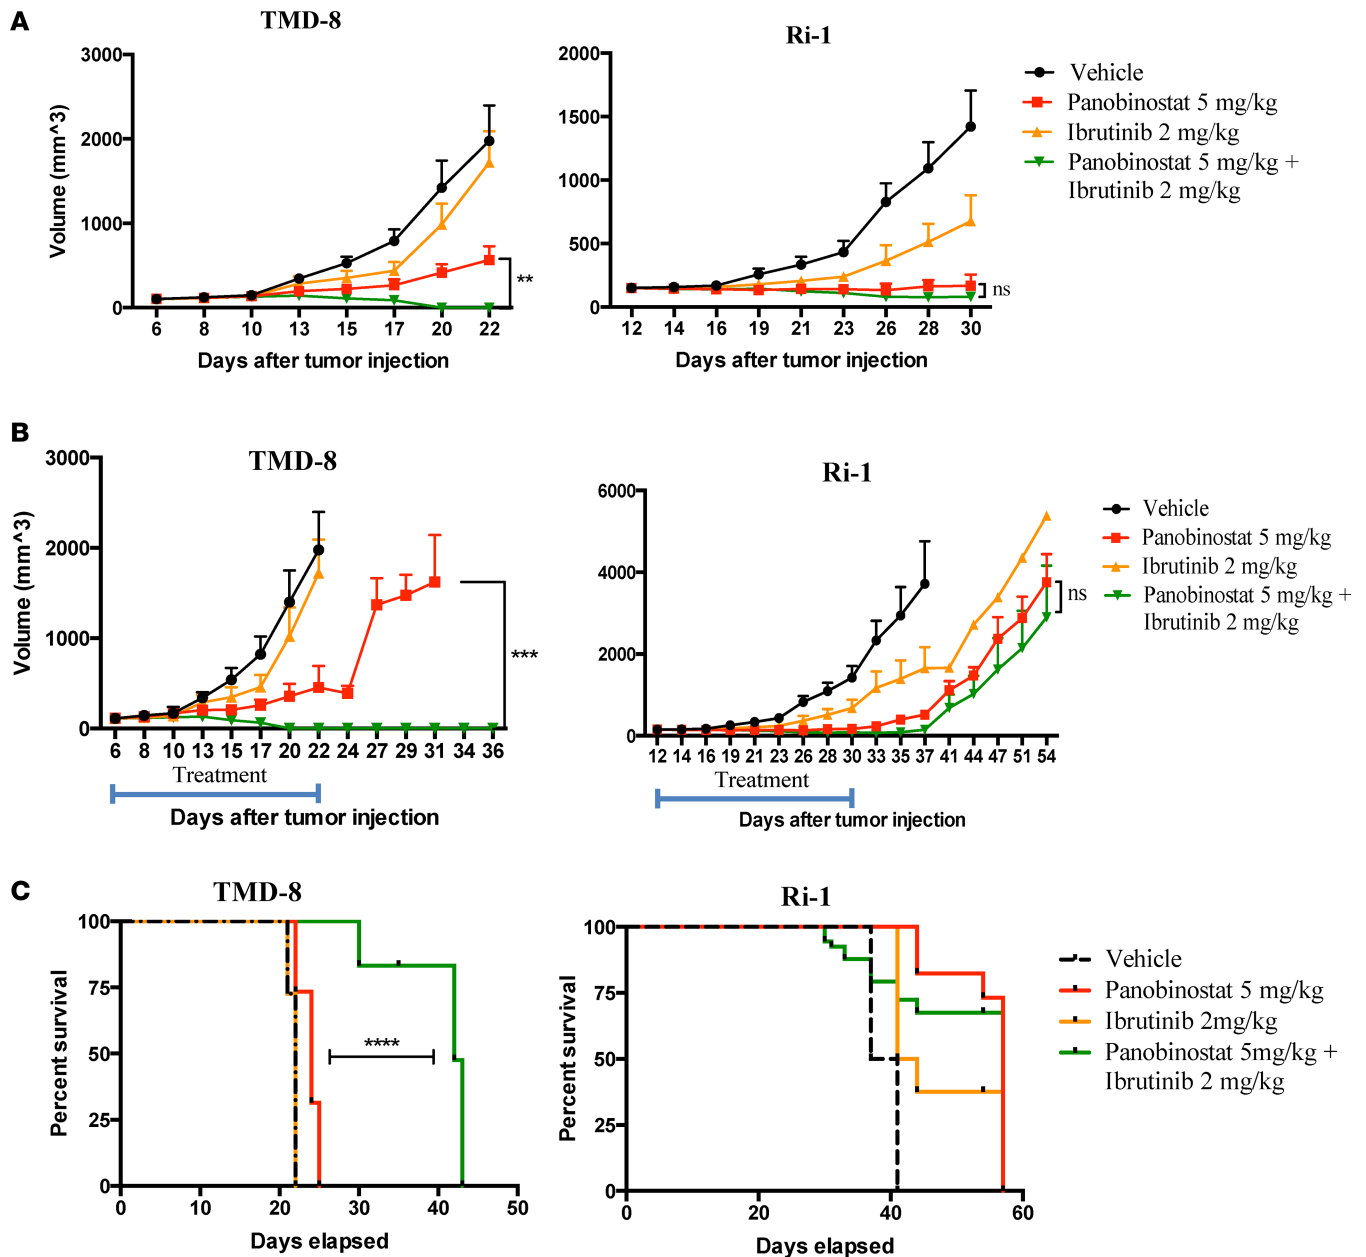 A
TMD-8
Ri-1
Volume (mm^3)
3000
2000
1000
0
6 8 10 13 15 17 20 22
Days after tumor injection
**
2000
1500
1000
500
0
12 14 16 19 21 23 26 28 30
Days after tumor injection
ns
Vehicle
Panobinostat 5 mg/kg
Ibrutinib 2 mg/kg
Panobinostat 5 mg/kg +
Ibrutinib 2 mg/kg
B
TMD-8
Ri-1
Volume (mm^3)
3000
2000
1000
0
6 8 10 13 15 17 20 22 24 27 29 31 34 36
Treatment
Days after tumor injection
***
6000
4000
2000
0
12 14 16 19 21 23 26 28 30 33 35 37 41 44 47 51 54
Treatment
Days after tumor injection
ns
Vehicle
Panobinostat 5 mg/kg
Ibrutinib 2 mg/kg
Panobinostat 5 mg/kg +
Ibrutinib 2 mg/kg
C
TMD-8
Ri-1
Percent survival
100
75
50
25
0
0 10 20 30 40 50
Days elapsed
****
Percent survival
100
75
50
25
0
0 20 40 60
Days elapsed
Vehicle
Panobinostat 5 mg/kg
Ibrutinib 2mg/kg
Panobinostat 5mg/kg +
Ibrutinib 2 mg/kg